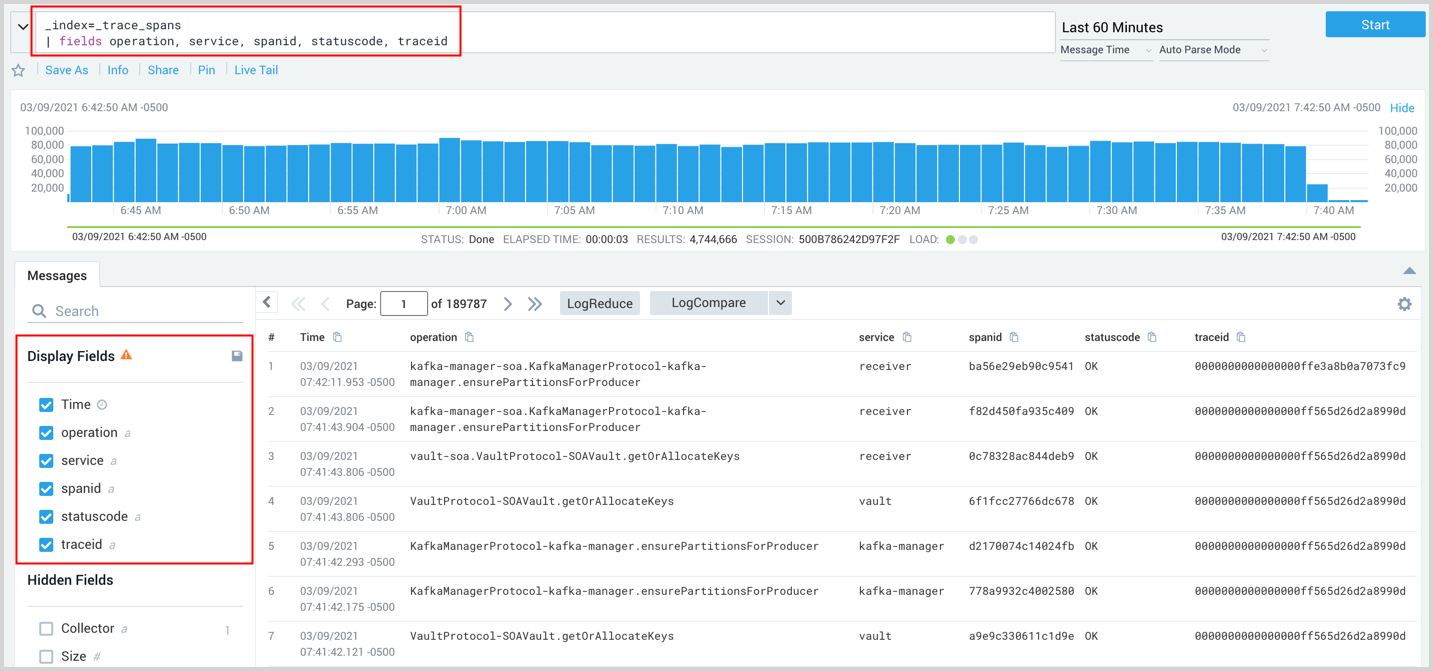 _index=_trace_spans
| fields operation, service, spanid, statuscode, traceid
Last 60 Minutes
Start
Message Time
Auto Parse Mode
Save As
Info
Share
Pin
Live Tail
03/09/2021 6:42:50 AM -0500
03/09/2021 7:42:50 AM -0500
Hide
100,000
80,000
60,000
40,000
20,000
100,000
80,000
60,000
40,000
20,000
6:45 AM
6:50 AM
6:55 AM
7:00 AM
7:05 AM
7:10 AM
7:15 AM
7:20 AM
7:25 AM
7:30 AM
7:35 AM
7:40 AM
03/09/2021 6:42:50 AM -0500
STATUS: Done ELAPSED TIME: 00:00:03 RESULTS: 4,744,666 SESSION: 500B786242D97F2F LOAD:
03/09/2021 7:42:50 AM -0500
Messages
Search
Display Fields
Time
operation a
service a
spanid a
statuscode a
traceid a
Hidden Fields
Collector a 1
Size #
Page: 1 of 189787
LogReduce
LogCompare
# Time operation service spanid statuscode traceid
1 03/09/2021 kafka-manager-soa.KafkaManagerProtocol-kafka- receiver ba56e29eb90c9541 OK 0000000000000000ffe3a8b0a7073fc9
07:42:11.953 -0500 manager.ensurePartitionsForProducer
2 03/09/2021 kafka-manager-soa.KafkaManagerProtocol-kafka- receiver f82d450fa935c409 OK 0000000000000000ff565d26d2a8990d
07:41:43.904 -0500 manager.ensurePartitionsForProducer
3 03/09/2021 vault-soa.VaultProtocol-SOAVault.getOrAllocateKeys receiver 0c78328ac844deb9 OK 0000000000000000ff565d26d2a8990d
07:41:43.806 -0500
4 03/09/2021 VaultProtocol-SOAVault.getOrAllocateKeys vault 6f1fcc27766dc678 OK 0000000000000000ff565d26d2a8990d
07:41:43.806 -0500
5 03/09/2021 KafkaManagerProtocol-kafka-manager.ensurePartitionsForProducer kafka-manager d2170074c14024fb OK 0000000000000000ff565d26d2a8990d
07:41:42.293 -0500
6 03/09/2021 KafkaManagerProtocol-kafka-manager.ensurePartitionsForProducer kafka-manager 778a9932c4002580 OK 0000000000000000ff565d26d2a8990d
07:41:42.175 -0500
7 03/09/2021 VaultProtocol-SOAVault.getOrAllocateKeys vault a9e9c330611c1d9e OK 0000000000000000ff565d26d2a8990d
07:41:42.121 -0500